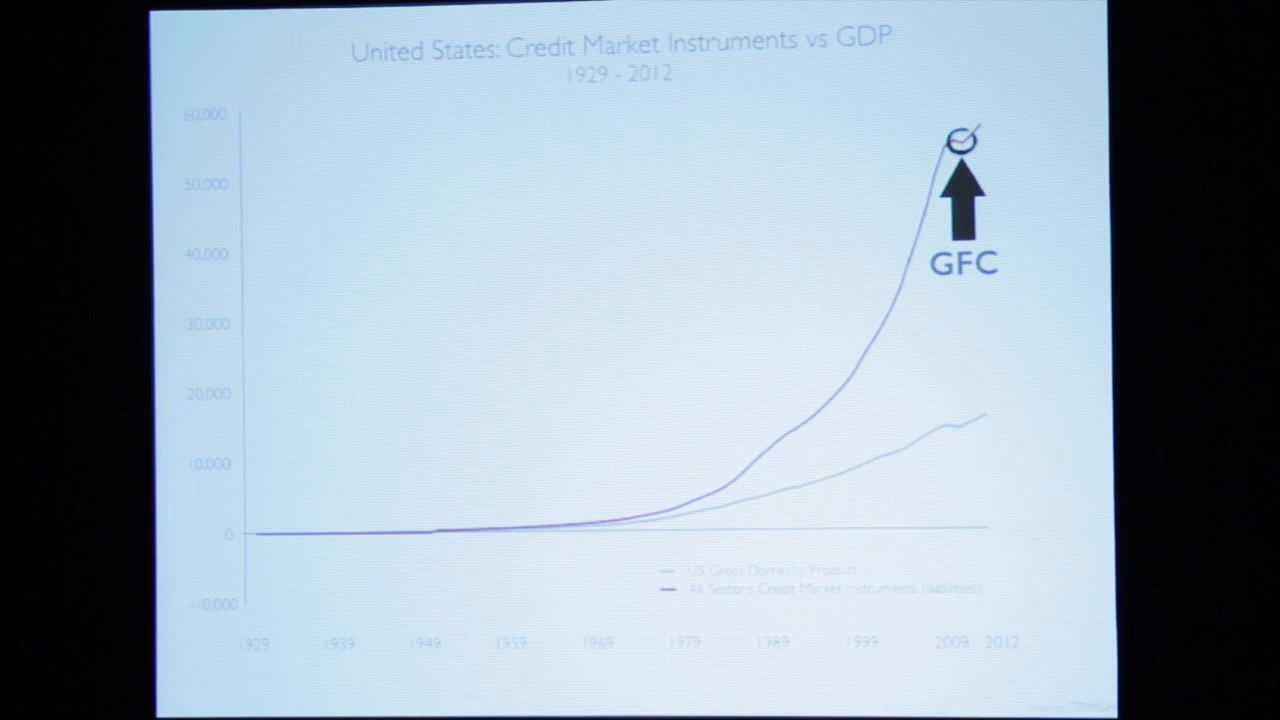 United States: Credit Market Instruments vs GDP
1929 - 2012
60,000
50,000
40,000
30,000
20,000
10,000
0
-10,000
GFC
US Gross Domestic Product
All Sectors: Credit Market Instruments (liabilities)
1929 1939 1949 1959 1969 1979 1989 1999 2009 2012